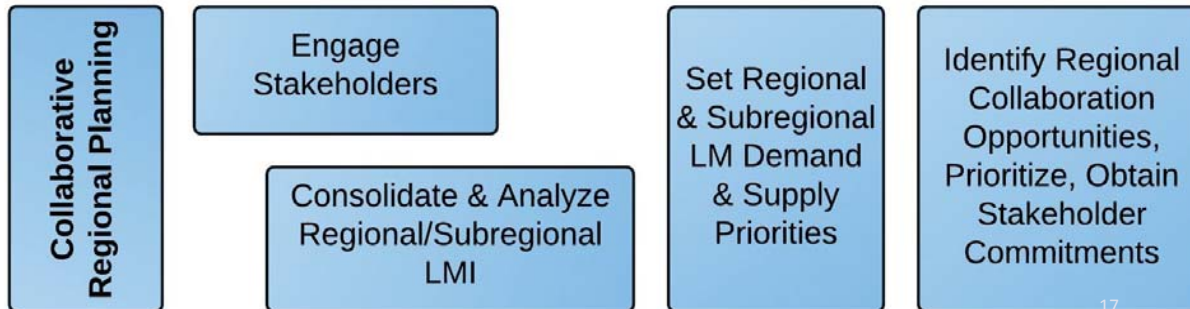 Collaborative
Regional Planning
Engage
Stakeholders
Consolidate & Analyze
Regional/Subregional
LMI
Set Regional
& Subregional
LM Demand
& Supply
Priorities
Identify Regional
Collaboration
Opportunities,
Prioritize, Obtain
Stakeholder
Commitments
17